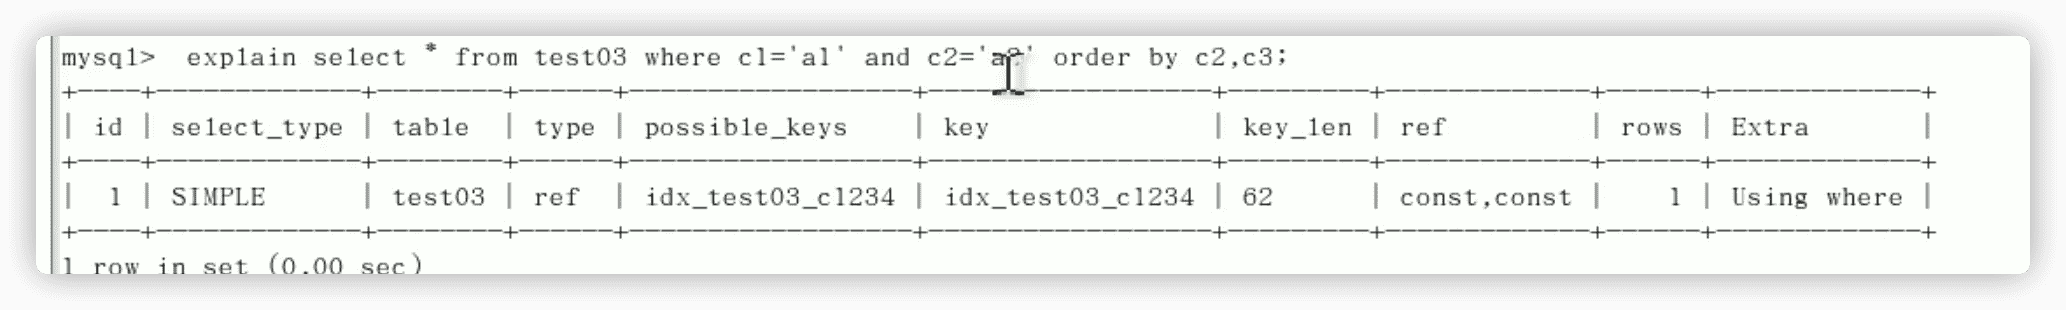 mysql>  explain select * from test03 where c1='a1' and c2='a2' order by c2,c3;
+----+-------------+--------+------+------------------+------------------+---------+-------------+------+-------------+
| id | select_type | table  | type | possible_keys    | key              | key_len | ref         | rows | Extra       |
+----+-------------+--------+------+------------------+------------------+---------+-------------+------+-------------+
|  1 | SIMPLE      | test03 | ref  | idx_test03_c1234 | idx_test03_c1234 | 62      | const,const |    1 | Using where |
+----+-------------+--------+------+------------------+------------------+---------+-------------+------+-------------+
1 row in set (0.00 sec)